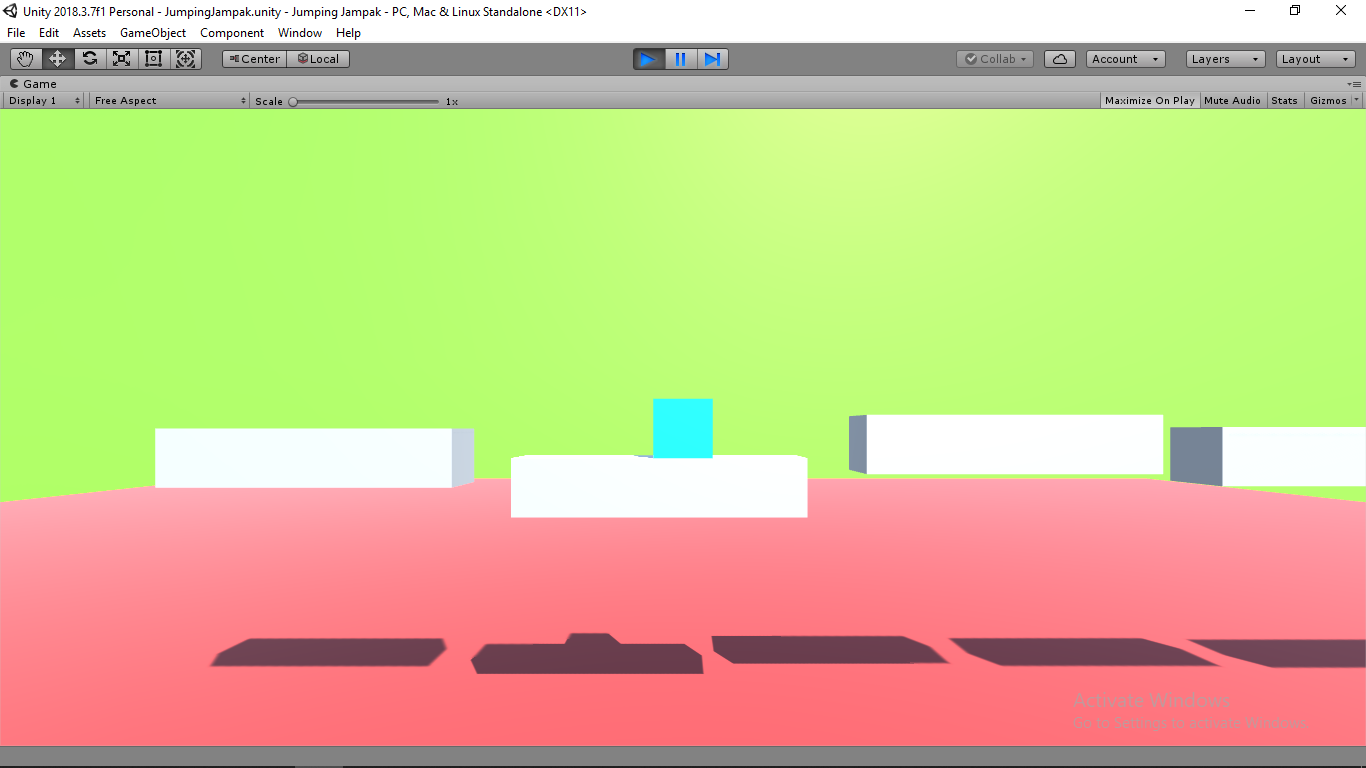 Unity 2018.3.7f1 Personal - JumpingJampak.unity - Jumping Jampak - PC, Mac & Linux Standalone <DX11>
File Edit Assets GameObject Component Window Help
Center Local Collab Account Layers Layout
Game
Display 1 Free Aspect Scale 1x Maximize On Play Mute Audio Stats Gizmos
Activate Windows
Go to Settings to activate Windows.